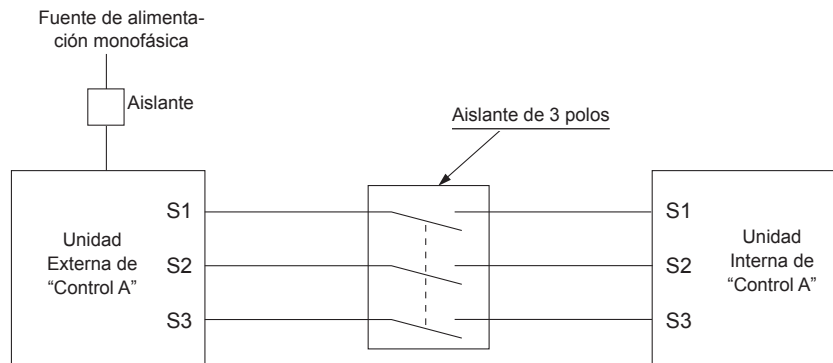 Fuente de alimenta-
ción monofásica
Aislante
Aislante de 3 polos
Unidad
Externa de
“Control A”
S1
S2
S3
S1
S2
S3
Unidad
Interna de
“Control A”